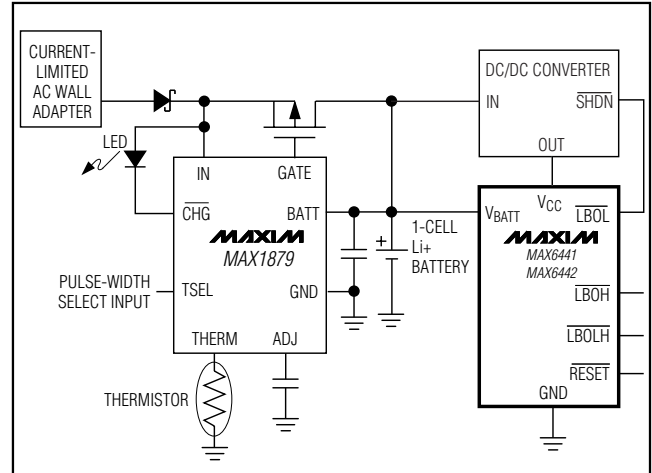 CURRENT-
LIMITED
AC WALL
ADAPTER
LED
IN
GATE
CHG
BATT
MAXIM
MAX1879
PULSE-WIDTH
SELECT INPUT
TSEL
GND
THERM
ADJ
THERMISTOR
+
1-CELL
Li+
BATTERY
DC/DC CONVERTER
IN
SHDN
OUT
VBATT
VCC
LBOL
MAXIM
MAX6441
MAX6442
LBOH
LBOLH
RESET
GND